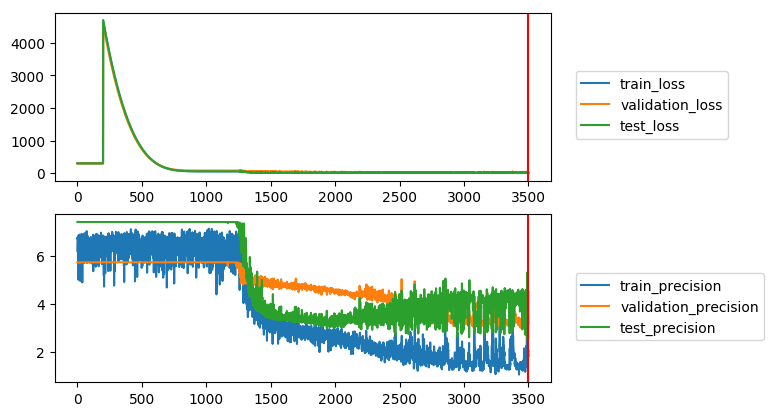 4000
3000
2000
1000
0
0 500 1000 1500 2000 2500 3000 3500
train_loss
validation_loss
test_loss
6
4
2
0 500 1000 1500 2000 2500 3000 3500
train_precision
validation_precision
test_precision